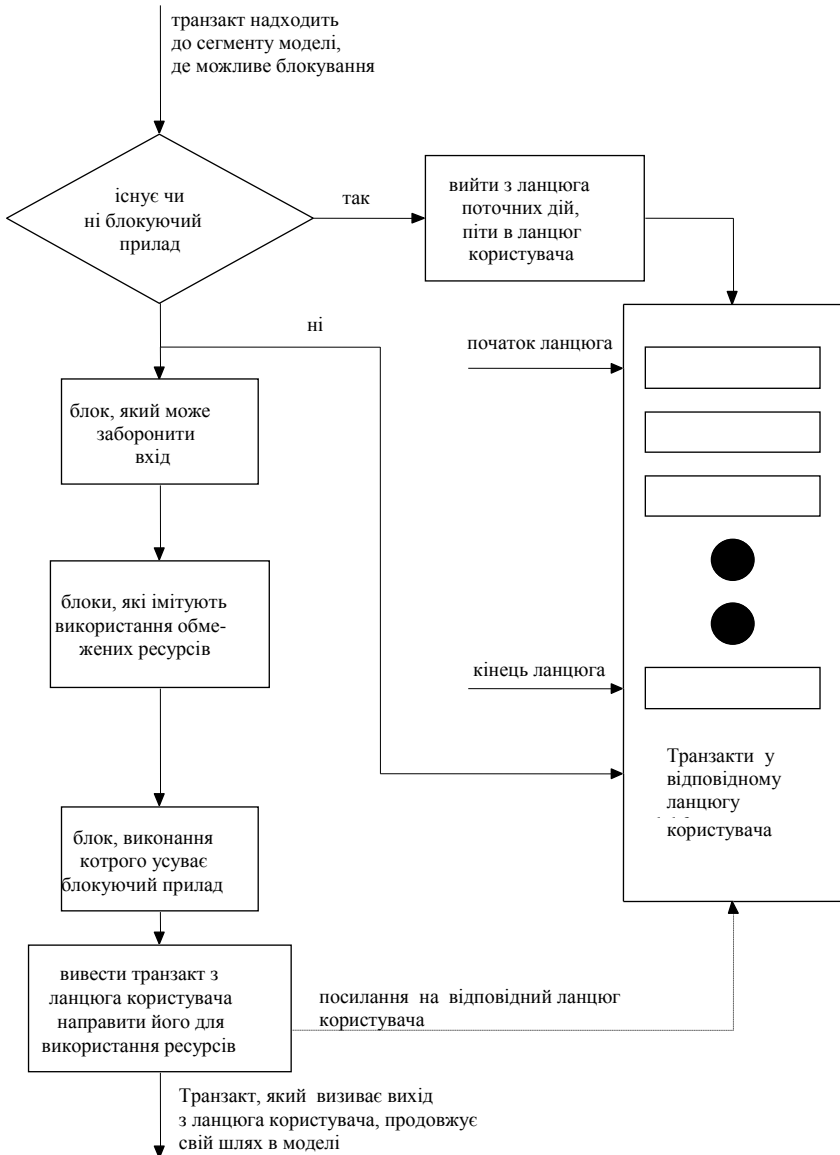 транзакт надходить
до сегменту моделі,
де можливе блокування
існує чи
ні блокуючий
прилад
так
вийти з ланцюга
поточних дій,
піти в ланцюг
користувача
ні
початок ланцюга
блок, який може
заборонити
вхід
блоки, які імітують
використання обме-
жених ресурсів
кінець ланцюга
Транзакти у
відповідному
ланцюгу
користувача
блок, виконання
котрого усуває
блокуючий прилад
вивести транзакт з
ланцюга користувача
направити його для
використання ресурсів
посилання на відповідний ланцюг
користувача
Транзакт, який визиває вихід
з ланцюга користувача, продовжує
свій шлях в моделі